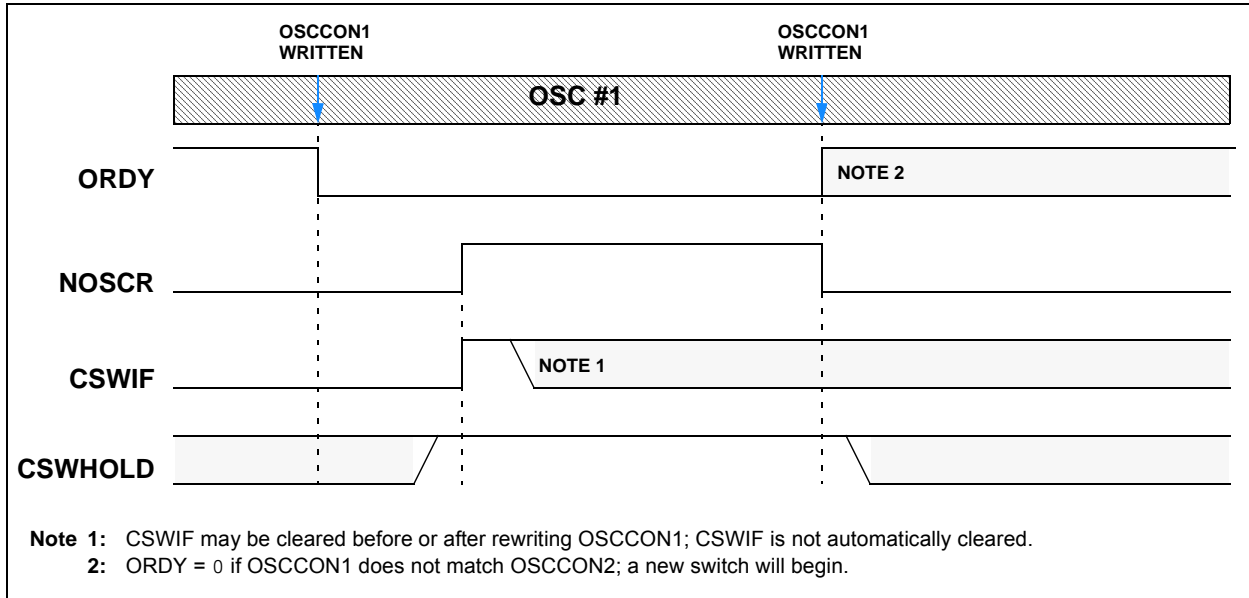 OSCCON1
WRITTEN
OSCCON1
WRITTEN
OSC #1
ORDY
NOTE 2
NOSCR
CSWIF
NOTE 1
CSWHOLD
Note 1: CSWIF may be cleared before or after rewriting OSCCON1; CSWIF is not automatically cleared.
2: ORDY = 0 if OSCCON1 does not match OSCCON2; a new switch will begin.